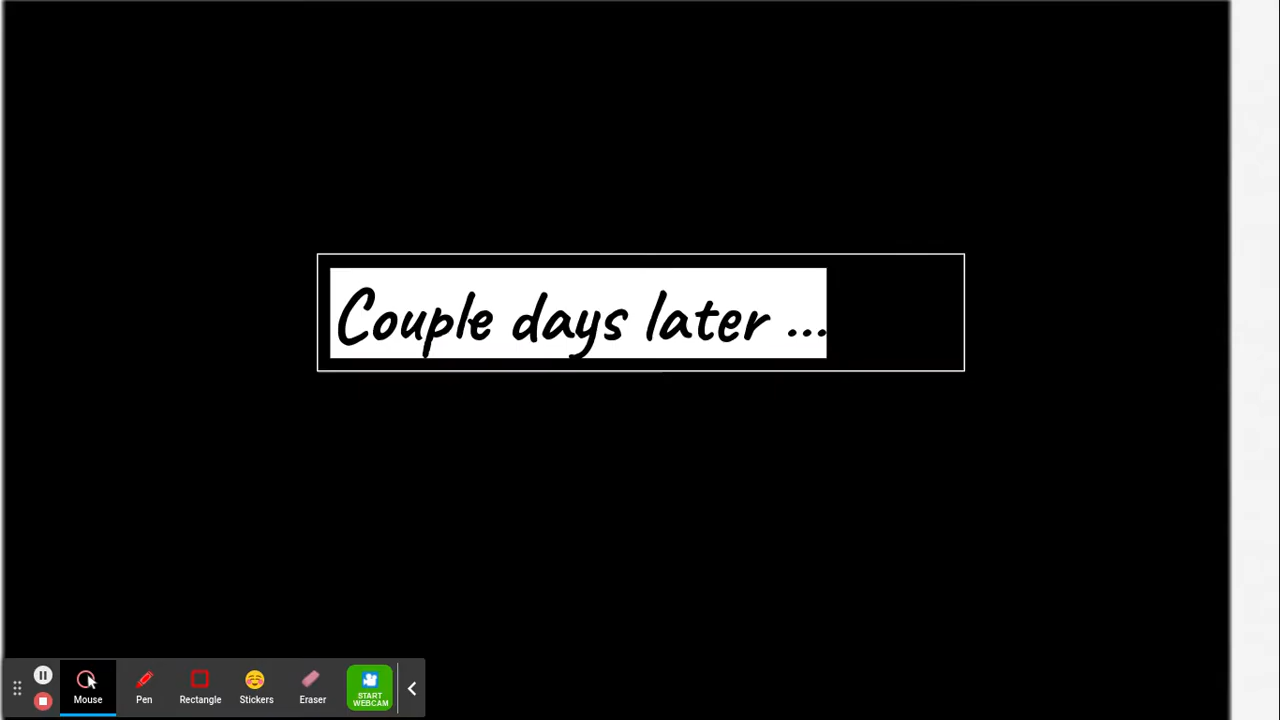 Couple days later ...
Mouse
Pen
Rectangle
Stickers
Eraser
START
WEBCAM